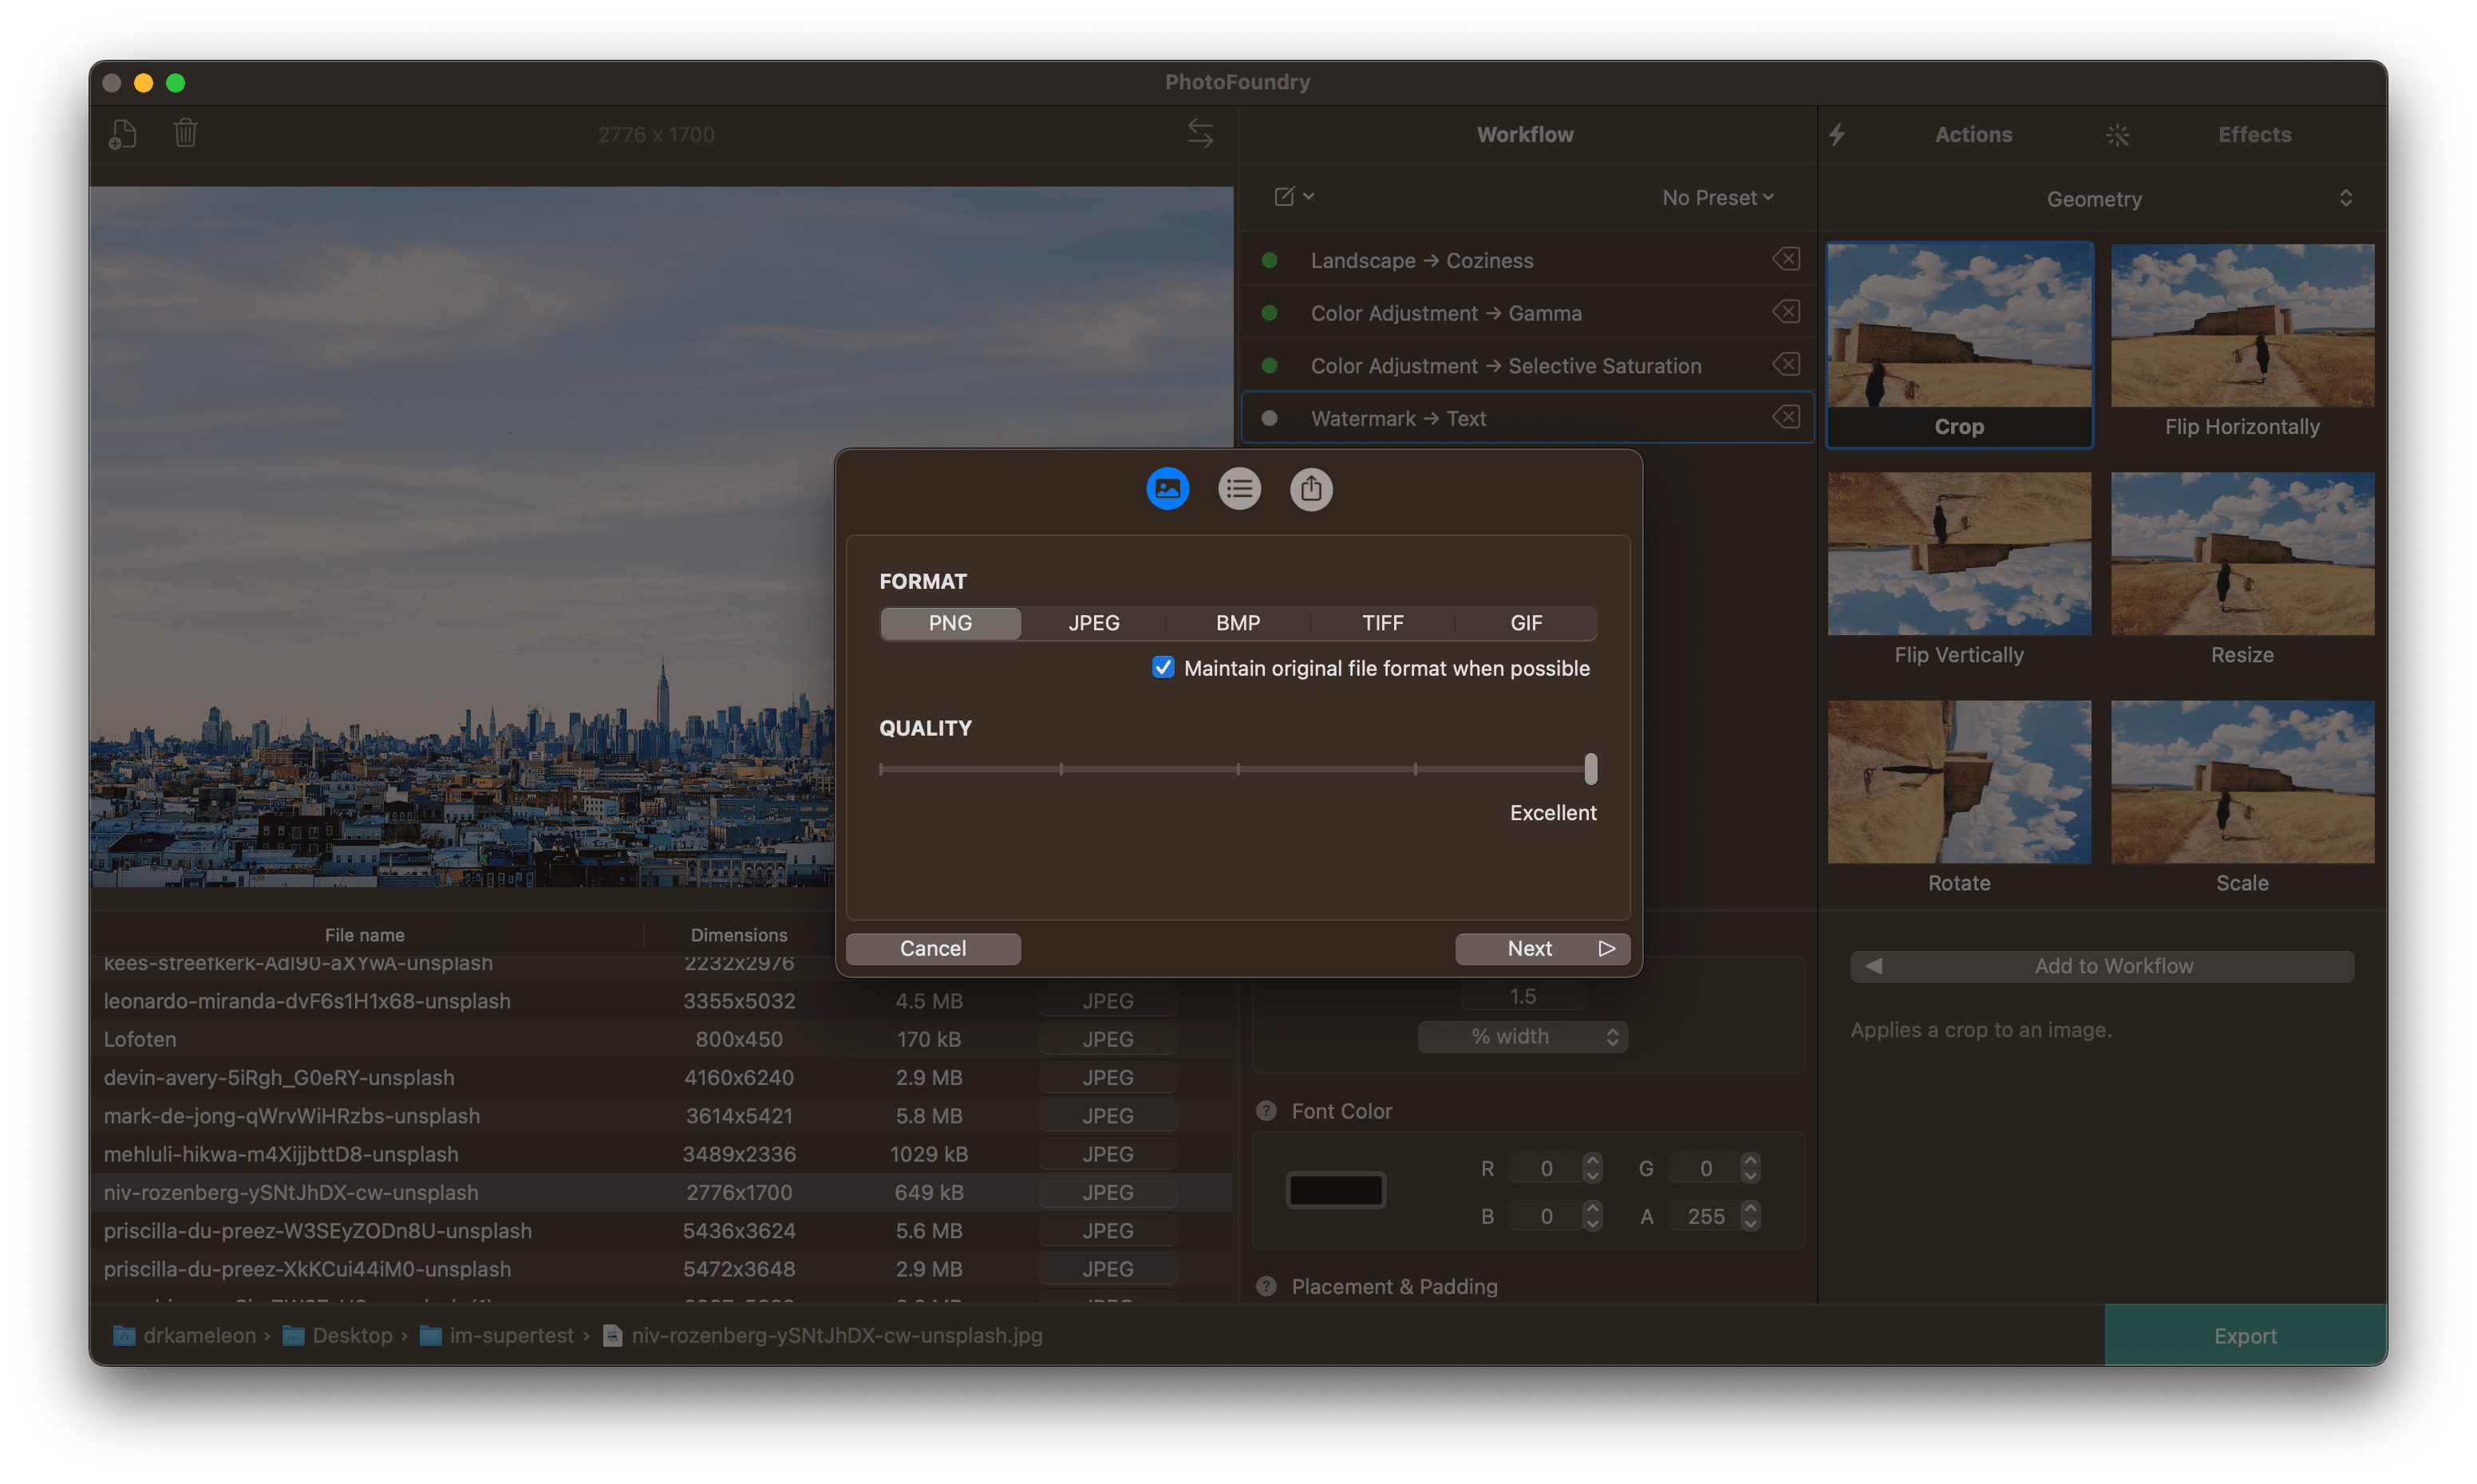 PhotoFoundry
2776 x 1700
Workflow
Actions
Effects
No Preset
Geometry
Landscape → Coziness
Color Adjustment → Gamma
Color Adjustment → Selective Saturation
Watermark → Text
Crop
Flip Horizontally
Flip Vertically
Resize
Rotate
Scale
FORMAT
PNG JPEG BMP TIFF GIF
Maintain original file format when possible
QUALITY
Excellent
Cancel
Next
File name Dimensions
kees-streefkerk-AdI90-aXYwA-unsplash 2232x2976
leonardo-miranda-dvF6s1H1x68-unsplash 3355x5032 4.5 MB JPEG
Lofoten 800x450 170 kB JPEG
devin-avery-5iRgh_G0eRY-unsplash 4160x6240 2.9 MB JPEG
mark-de-jong-qWrvWiHRzbs-unsplash 3614x5421 5.8 MB JPEG
mehluli-hikwa-m4XijjbttD8-unsplash 3489x2336 1029 kB JPEG
niv-rozenberg-ySNtJhDX-cw-unsplash 2776x1700 649 kB JPEG
priscilla-du-preez-W3SEyZODn8U-unsplash 5436x3624 5.6 MB JPEG
priscilla-du-preez-XkKCui44iM0-unsplash 5472x3648 2.9 MB JPEG
1.5
% width
? Font Color
R 0 G 0
B 0 A 255
? Placement & Padding
Add to Workflow
Applies a crop to an image.
drkameleon › Desktop › im-supertest › niv-rozenberg-ySNtJhDX-cw-unsplash.jpg
Export